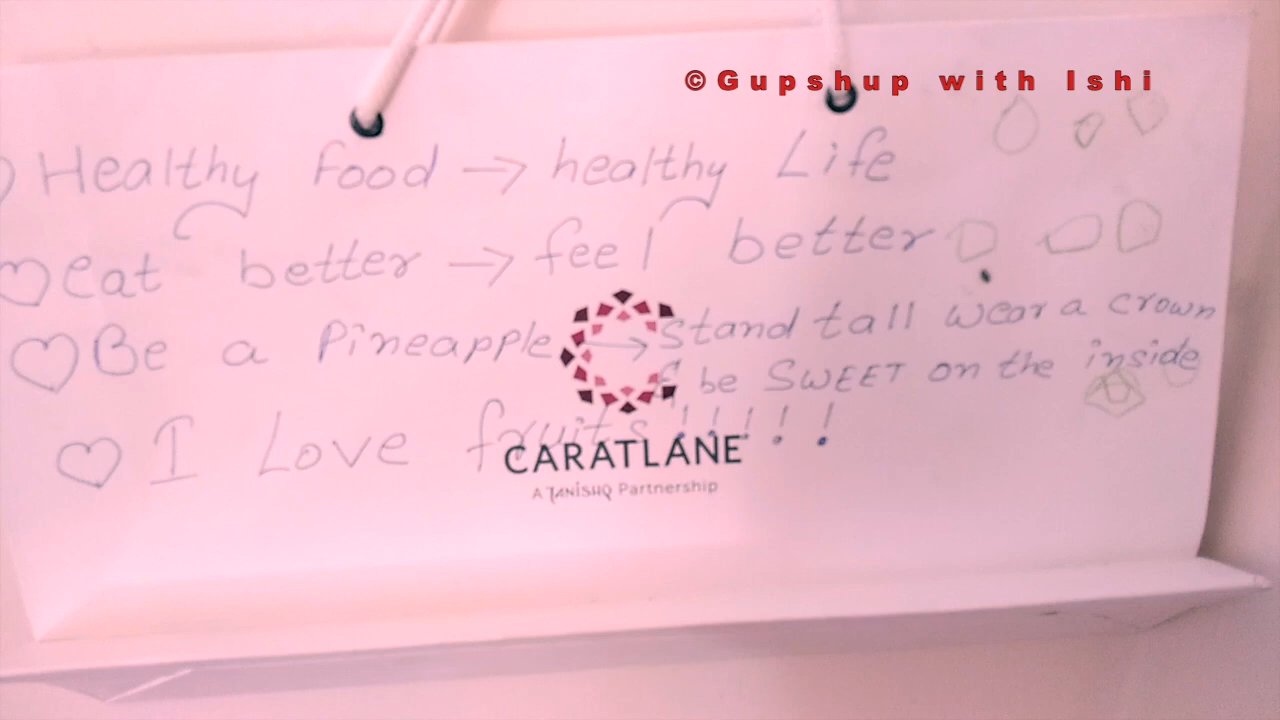 ©Gupshup with Ishi
Healthy Food → healthy Life
eat better → feel better
Be a Pineapple → Stand tall wear a crown
& be SWEET on the inside
I Love fruits!!!!!
CARATLANE
A TANISHQ Partnership